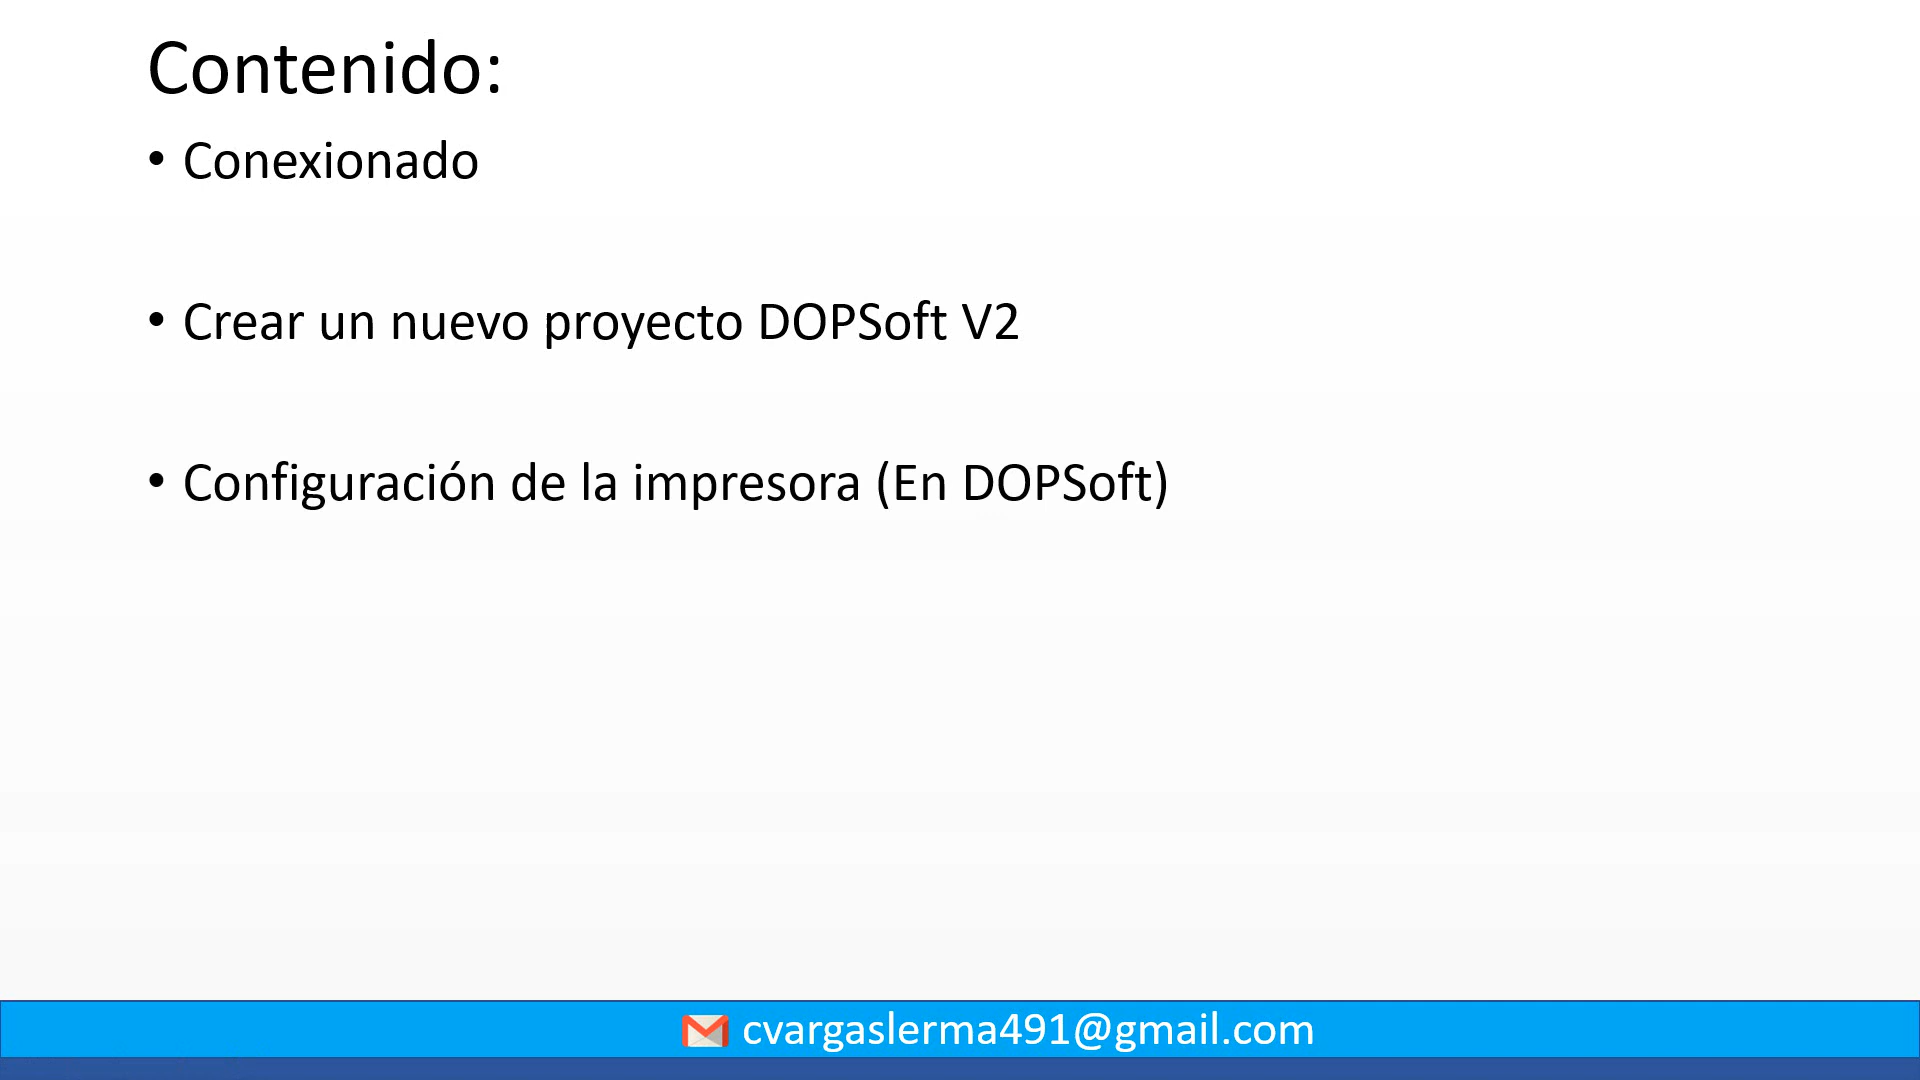 Contenido:
• Conexionado
• Crear un nuevo proyecto DOPSoft V2
• Configuración de la impresora (En DOPSoft)
cvargaslerma491@gmail.com